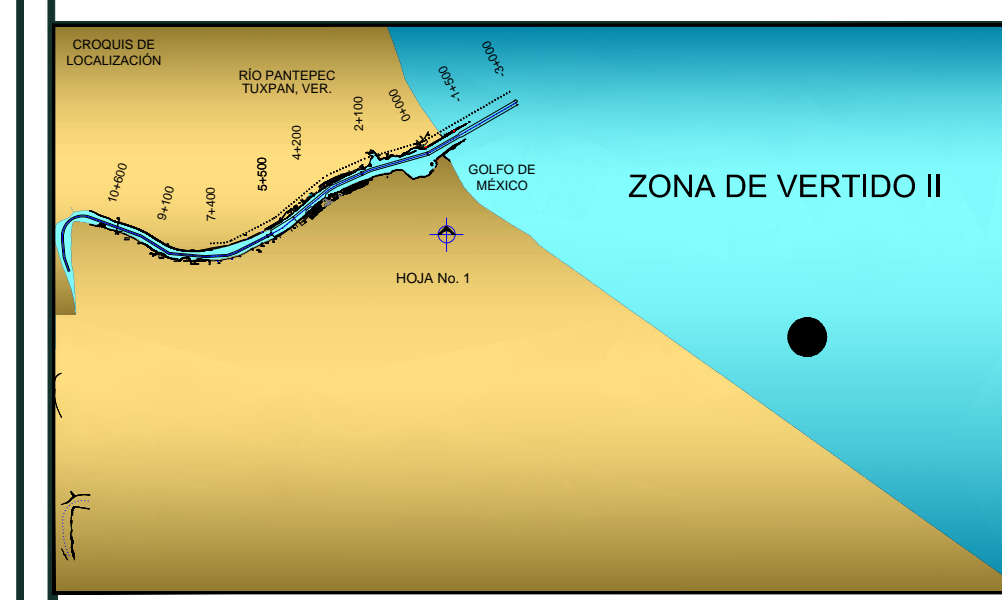 CROQUIS DE
LOCALIZACIÓN
RÍO PANTEPEC
TUXPAN, VER.
-3+000
-1+500
0+000
2+100
4+200
5+500
7+400
9+100
10+600
GOLFO DE
MÉXICO
ZONA DE VERTIDO II
HOJA No. 1